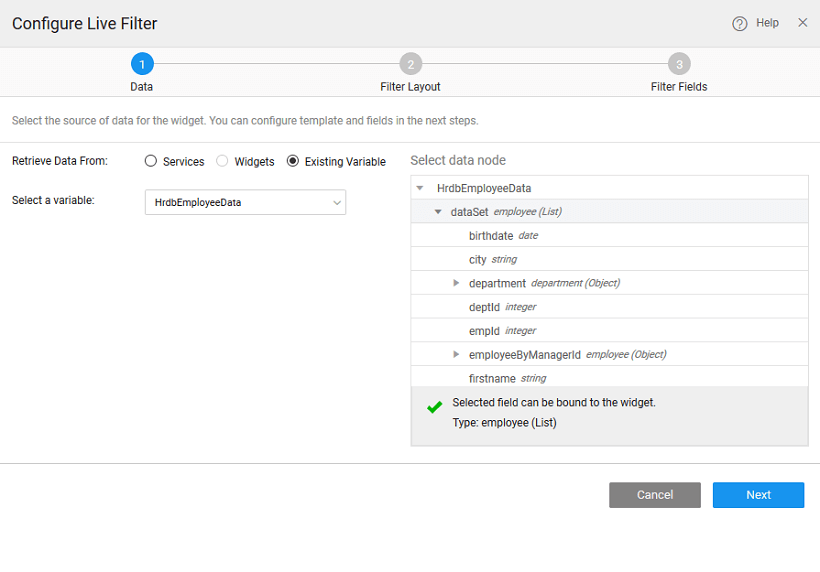 Configure Live Filter
Help
1
2
3
Data
Filter Layout
Filter Fields
Select the source of data for the widget. You can configure template and fields in the next steps.
Retrieve Data From:
Services
Widgets
Existing Variable
Select a variable:
HrdbEmployeeData
Select data node
HrdbEmployeeData
dataSet employee (List)
birthdate date
city string
department department (Object)
deptId integer
empId integer
employeeByManagerId employee (Object)
firstname string
Selected field can be bound to the widget.
Type: employee (List)
Cancel
Next